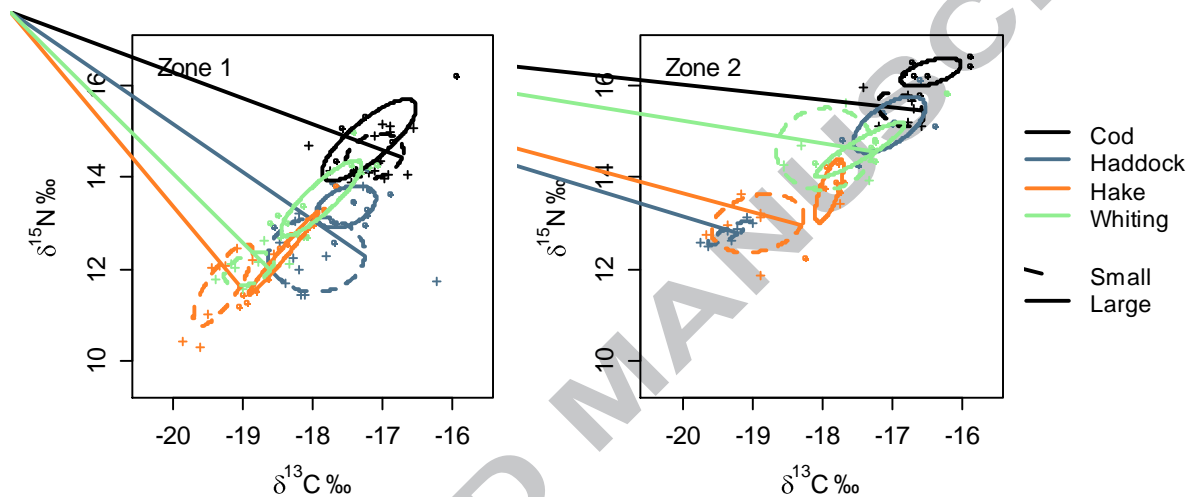 Zone 1
Zone 2
16
14
12
10
δ15N ‰
-20 -19 -18 -17 -16
δ13C ‰
16
14
12
10
δ15N ‰
-20 -19 -18 -17 -16
δ13C ‰
Cod
Haddock
Hake
Whiting
Small
Large
D MANUSC